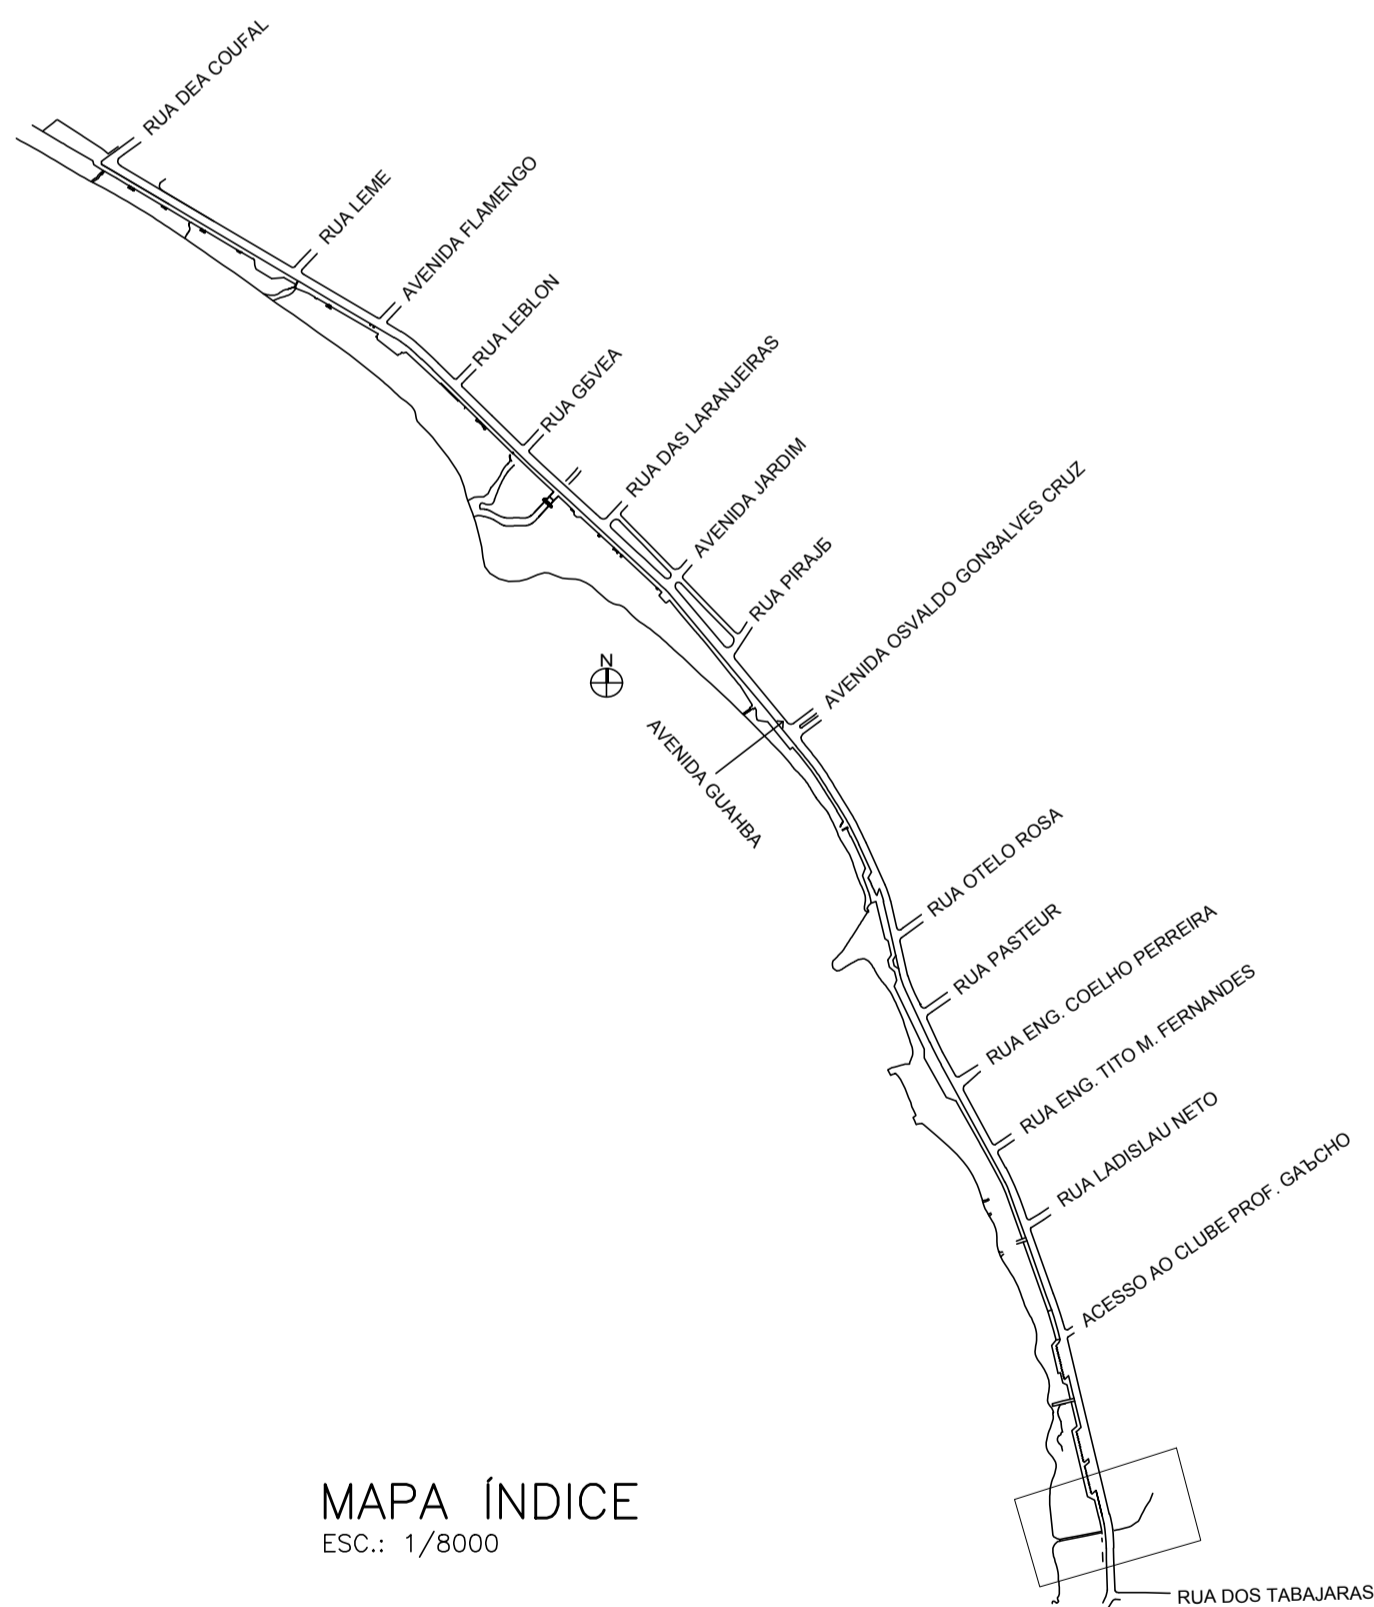 RUA DEA COUFAL
RUA LEME
AVENIDA FLAMENGO
RUA LEBLON
RUA GБVEA
RUA DAS LARANJEIRAS
AVENIDA JARDIM
RUA PIRAJБ
AVENIDA OSVALDO GONЗALVES CRUZ
N
AVENIDA GUAНBA
RUA OTELO ROSA
RUA PASTEUR
RUA ENG. COELHO PERREIRA
RUA ENG. TITO M. FERNANDES
RUA LADISLAU NETO
ACESSO AO CLUBE PROF. GAЪCHO
MAPA ÍNDICE
ESC.: 1/8000
RUA DOS TABAJARAS